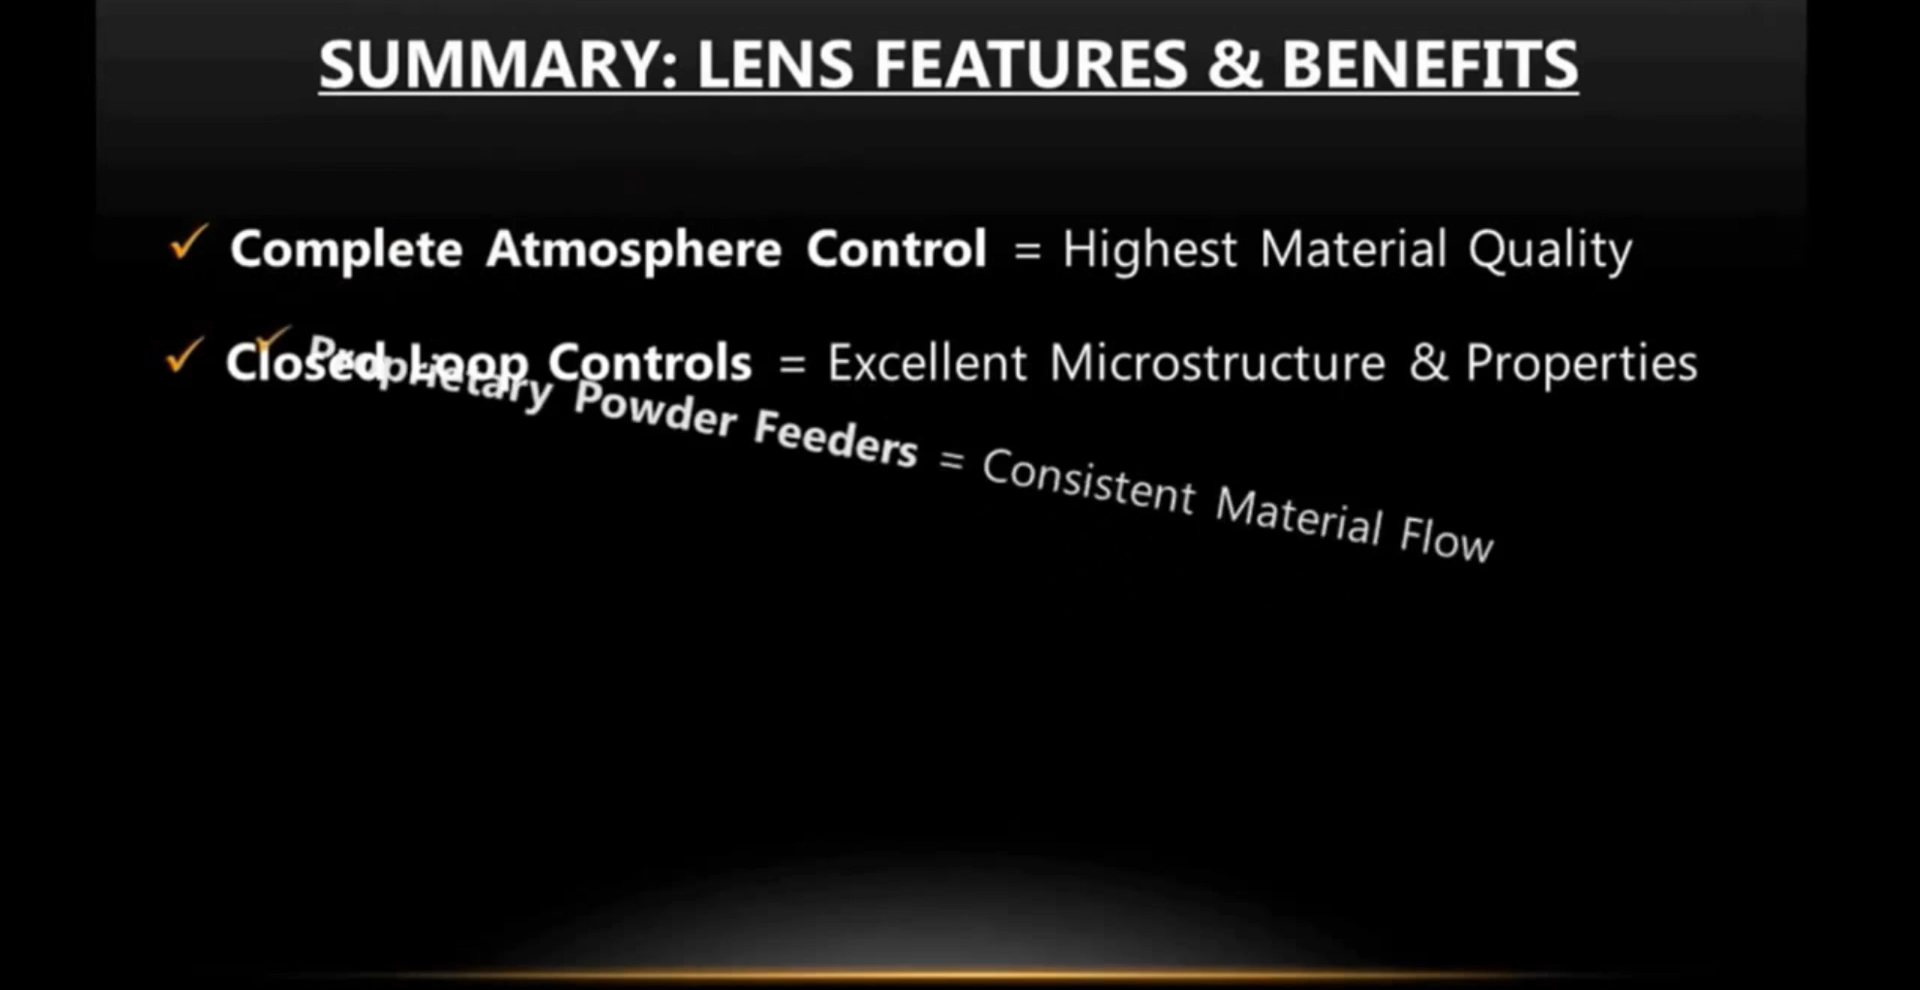 SUMMARY: LENS FEATURES & BENEFITS
✓ Complete Atmosphere Control = Highest Material Quality
✓ Closed Loop Controls = Excellent Microstructure & Properties
✓ Proprietary Powder Feeders = Consistent Material Flow